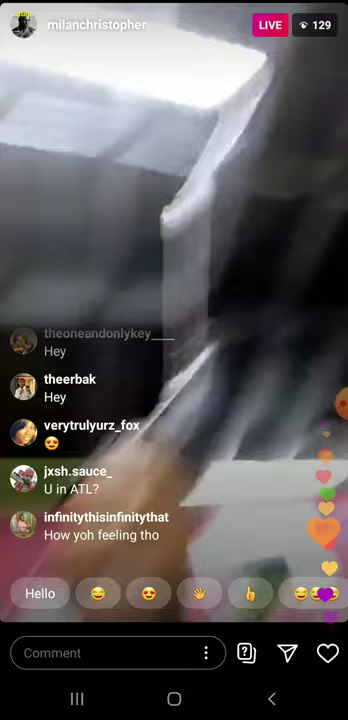 milanchristopher
LIVE
129
theoneandonlykey___
Hey
theerbak
Hey
verytrulyurz_fox
😍
jxsh.sauce_
U in ATL?
infinitythisinfinitythat
How yoh feeling tho
Hello 😂 😍 👋 👍 😂
Comment